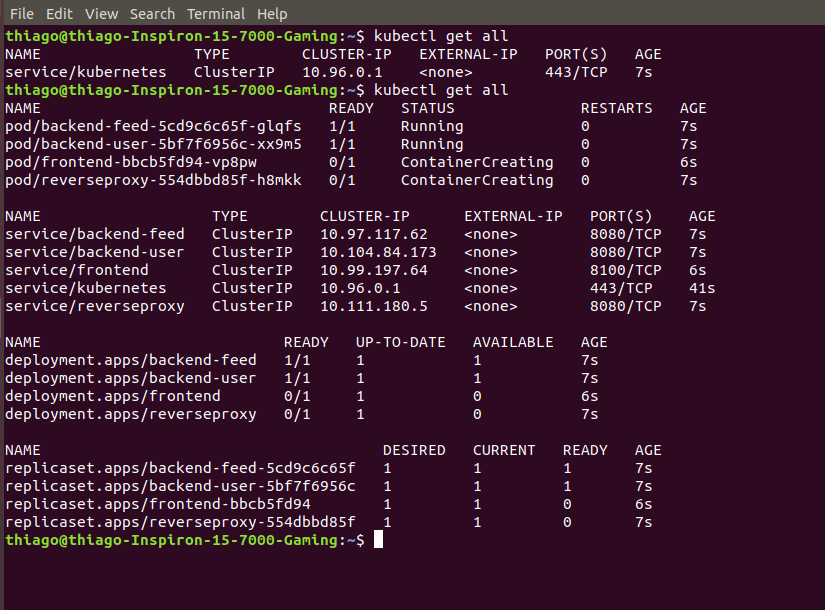 File Edit View Search Terminal Help
thiago@thiago-Inspiron-15-7000-Gaming:~$ kubectl get all
NAME TYPE CLUSTER-IP EXTERNAL-IP PORT(S) AGE
service/kubernetes ClusterIP 10.96.0.1 <none> 443/TCP 7s
thiago@thiago-Inspiron-15-7000-Gaming:~$ kubectl get all
NAME READY STATUS RESTARTS AGE
pod/backend-feed-5cd9c6c65f-glqfs 1/1 Running 0 7s
pod/backend-user-5bf7f6956c-xx9m5 1/1 Running 0 7s
pod/frontend-bbcb5fd94-vp8pw 0/1 ContainerCreating 0 6s
pod/reverseproxy-554dbbd85f-h8mkk 0/1 ContainerCreating 0 7s
NAME TYPE CLUSTER-IP EXTERNAL-IP PORT(S) AGE
service/backend-feed ClusterIP 10.97.117.62 <none> 8080/TCP 7s
service/backend-user ClusterIP 10.104.84.173 <none> 8080/TCP 7s
service/frontend ClusterIP 10.99.197.64 <none> 8100/TCP 6s
service/kubernetes ClusterIP 10.96.0.1 <none> 443/TCP 41s
service/reverseproxy ClusterIP 10.111.180.5 <none> 8080/TCP 7s
NAME READY UP-TO-DATE AVAILABLE AGE
deployment.apps/backend-feed 1/1 1 1 7s
deployment.apps/backend-user 1/1 1 1 7s
deployment.apps/frontend 0/1 1 0 6s
deployment.apps/reverseproxy 0/1 1 0 7s
NAME DESIRED CURRENT READY AGE
replicaset.apps/backend-feed-5cd9c6c65f 1 1 1 7s
replicaset.apps/backend-user-5bf7f6956c 1 1 1 7s
replicaset.apps/frontend-bbcb5fd94 1 1 0 6s
replicaset.apps/reverseproxy-554dbbd85f 1 1 0 7s
thiago@thiago-Inspiron-15-7000-Gaming:~$